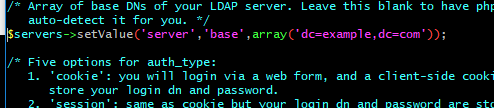 /* Array of base DNs of your LDAP server. Leave this blank to have php
auto-detect it for you. */
$servers->setValue('server','base',array('dc=example,dc=com'));
/* Five options for auth_type:
1. 'cookie': you will login via a web form, and a client-side cooki
store your login dn and password.
2. 'session': same as cookie but your login dn and password are st